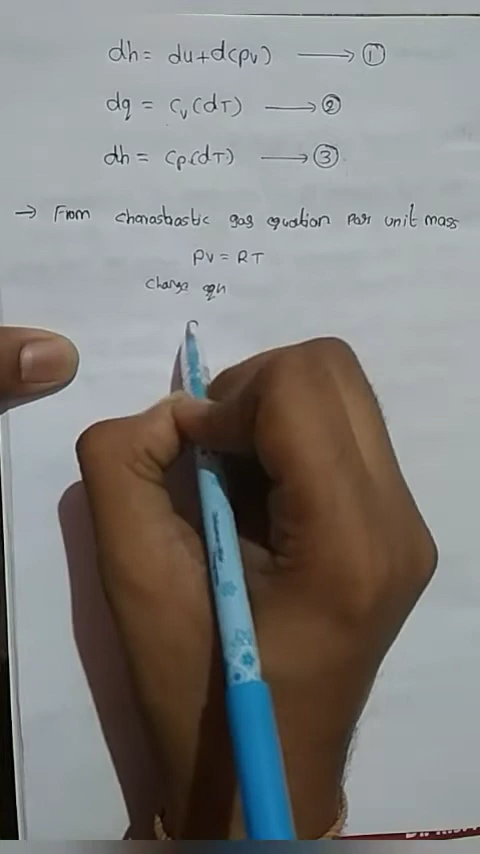 dh = du+d(pv) → ①
dq = Cv(dT) → ②
dh = Cp(dT) → ③
→ From charastrastic gas equation par unit mass
PV = RT
Change eqn